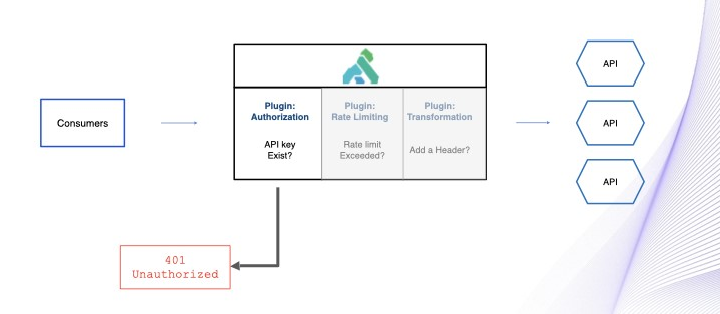 Consumers
Plugin:
Authorization
API key
Exist?
Plugin:
Rate Limiting
Rate limit
Exceeded?
Plugin:
Transformation
Add a Header?
API
API
API
401
Unauthorized